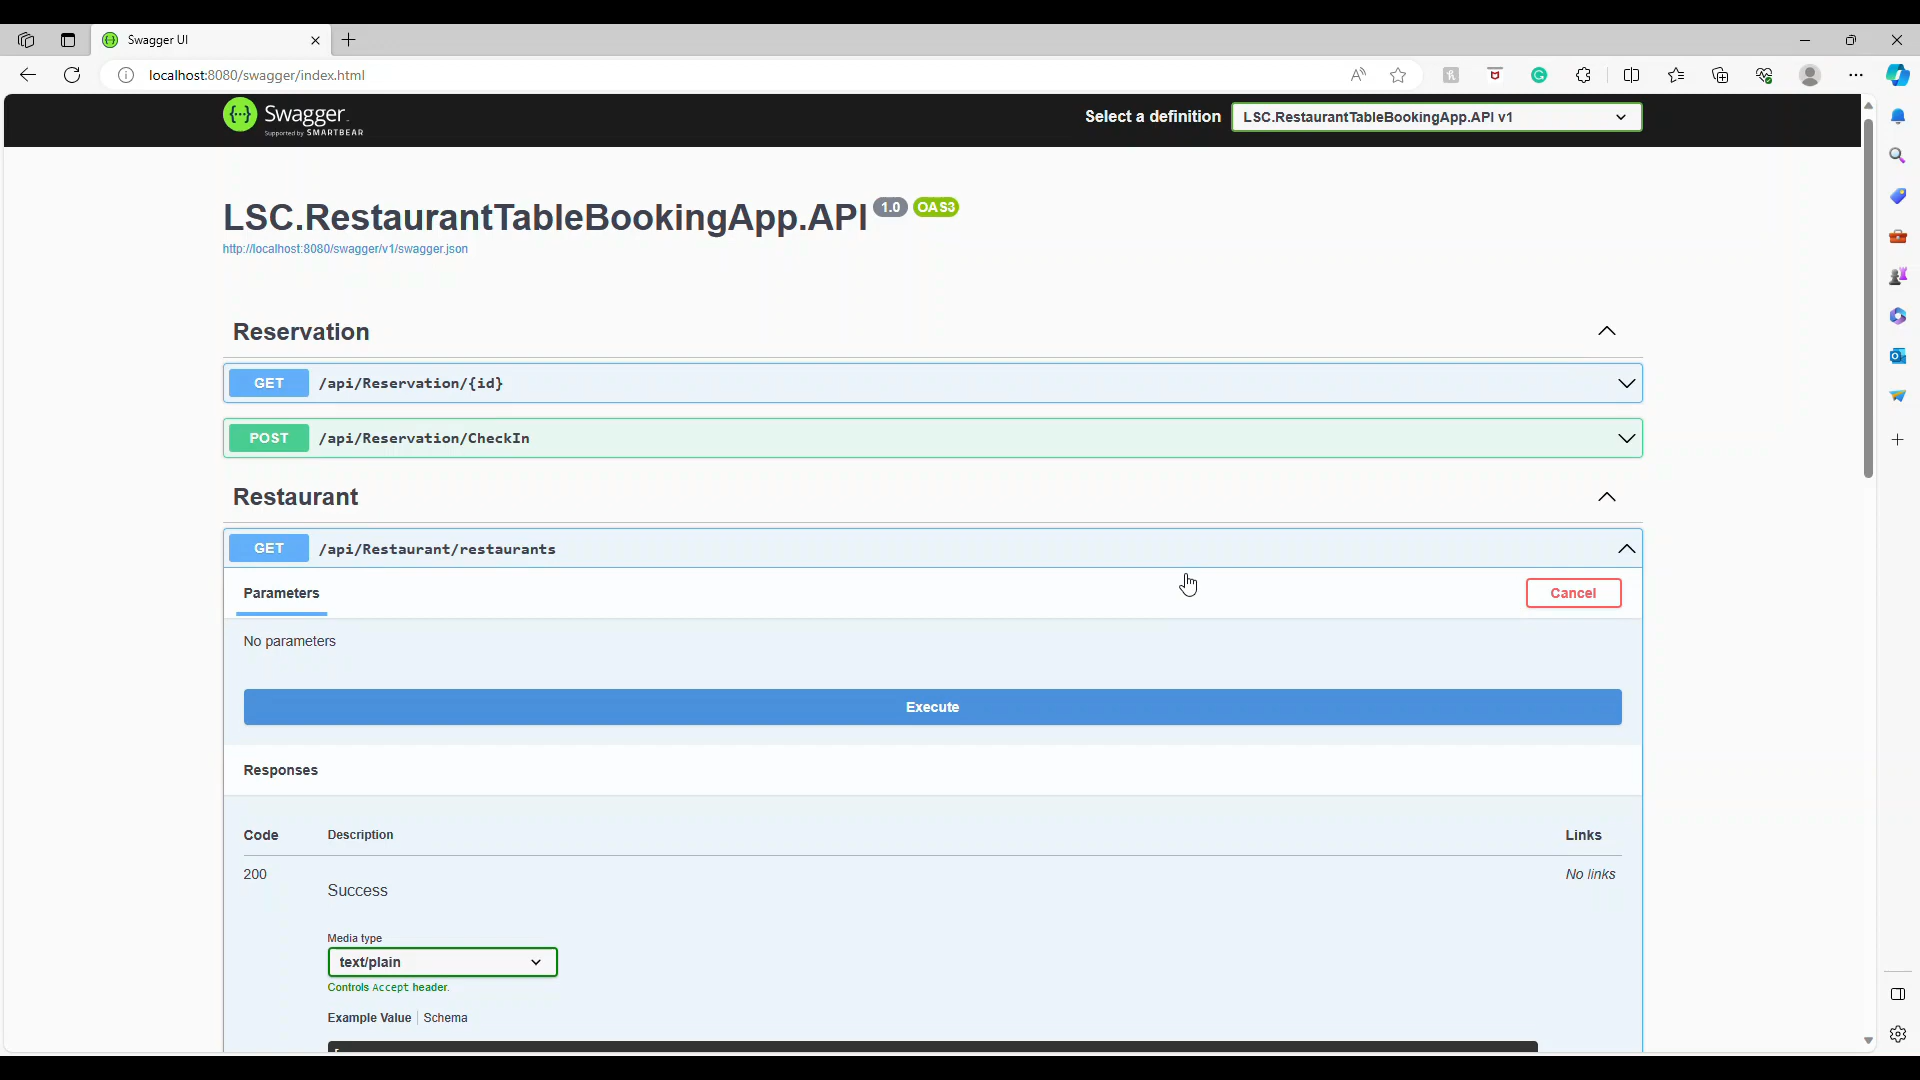 Swagger UI
localhost:8080/swagger/index.html
Swagger.
Supported by SMARTBEAR
Select a definition
LSC.RestaurantTableBookingApp.API v1
LSC.RestaurantTableBookingApp.API 1.0 OAS3
http://localhost:8080/swagger/v1/swagger.json
Reservation
GET /api/Reservation/{id}
POST /api/Reservation/CheckIn
Restaurant
GET /api/Restaurant/restaurants
Parameters
Cancel
No parameters
Execute
Responses
Code Description Links
200 Success No links
Media type
text/plain
Controls Accept header.
Example Value Schema